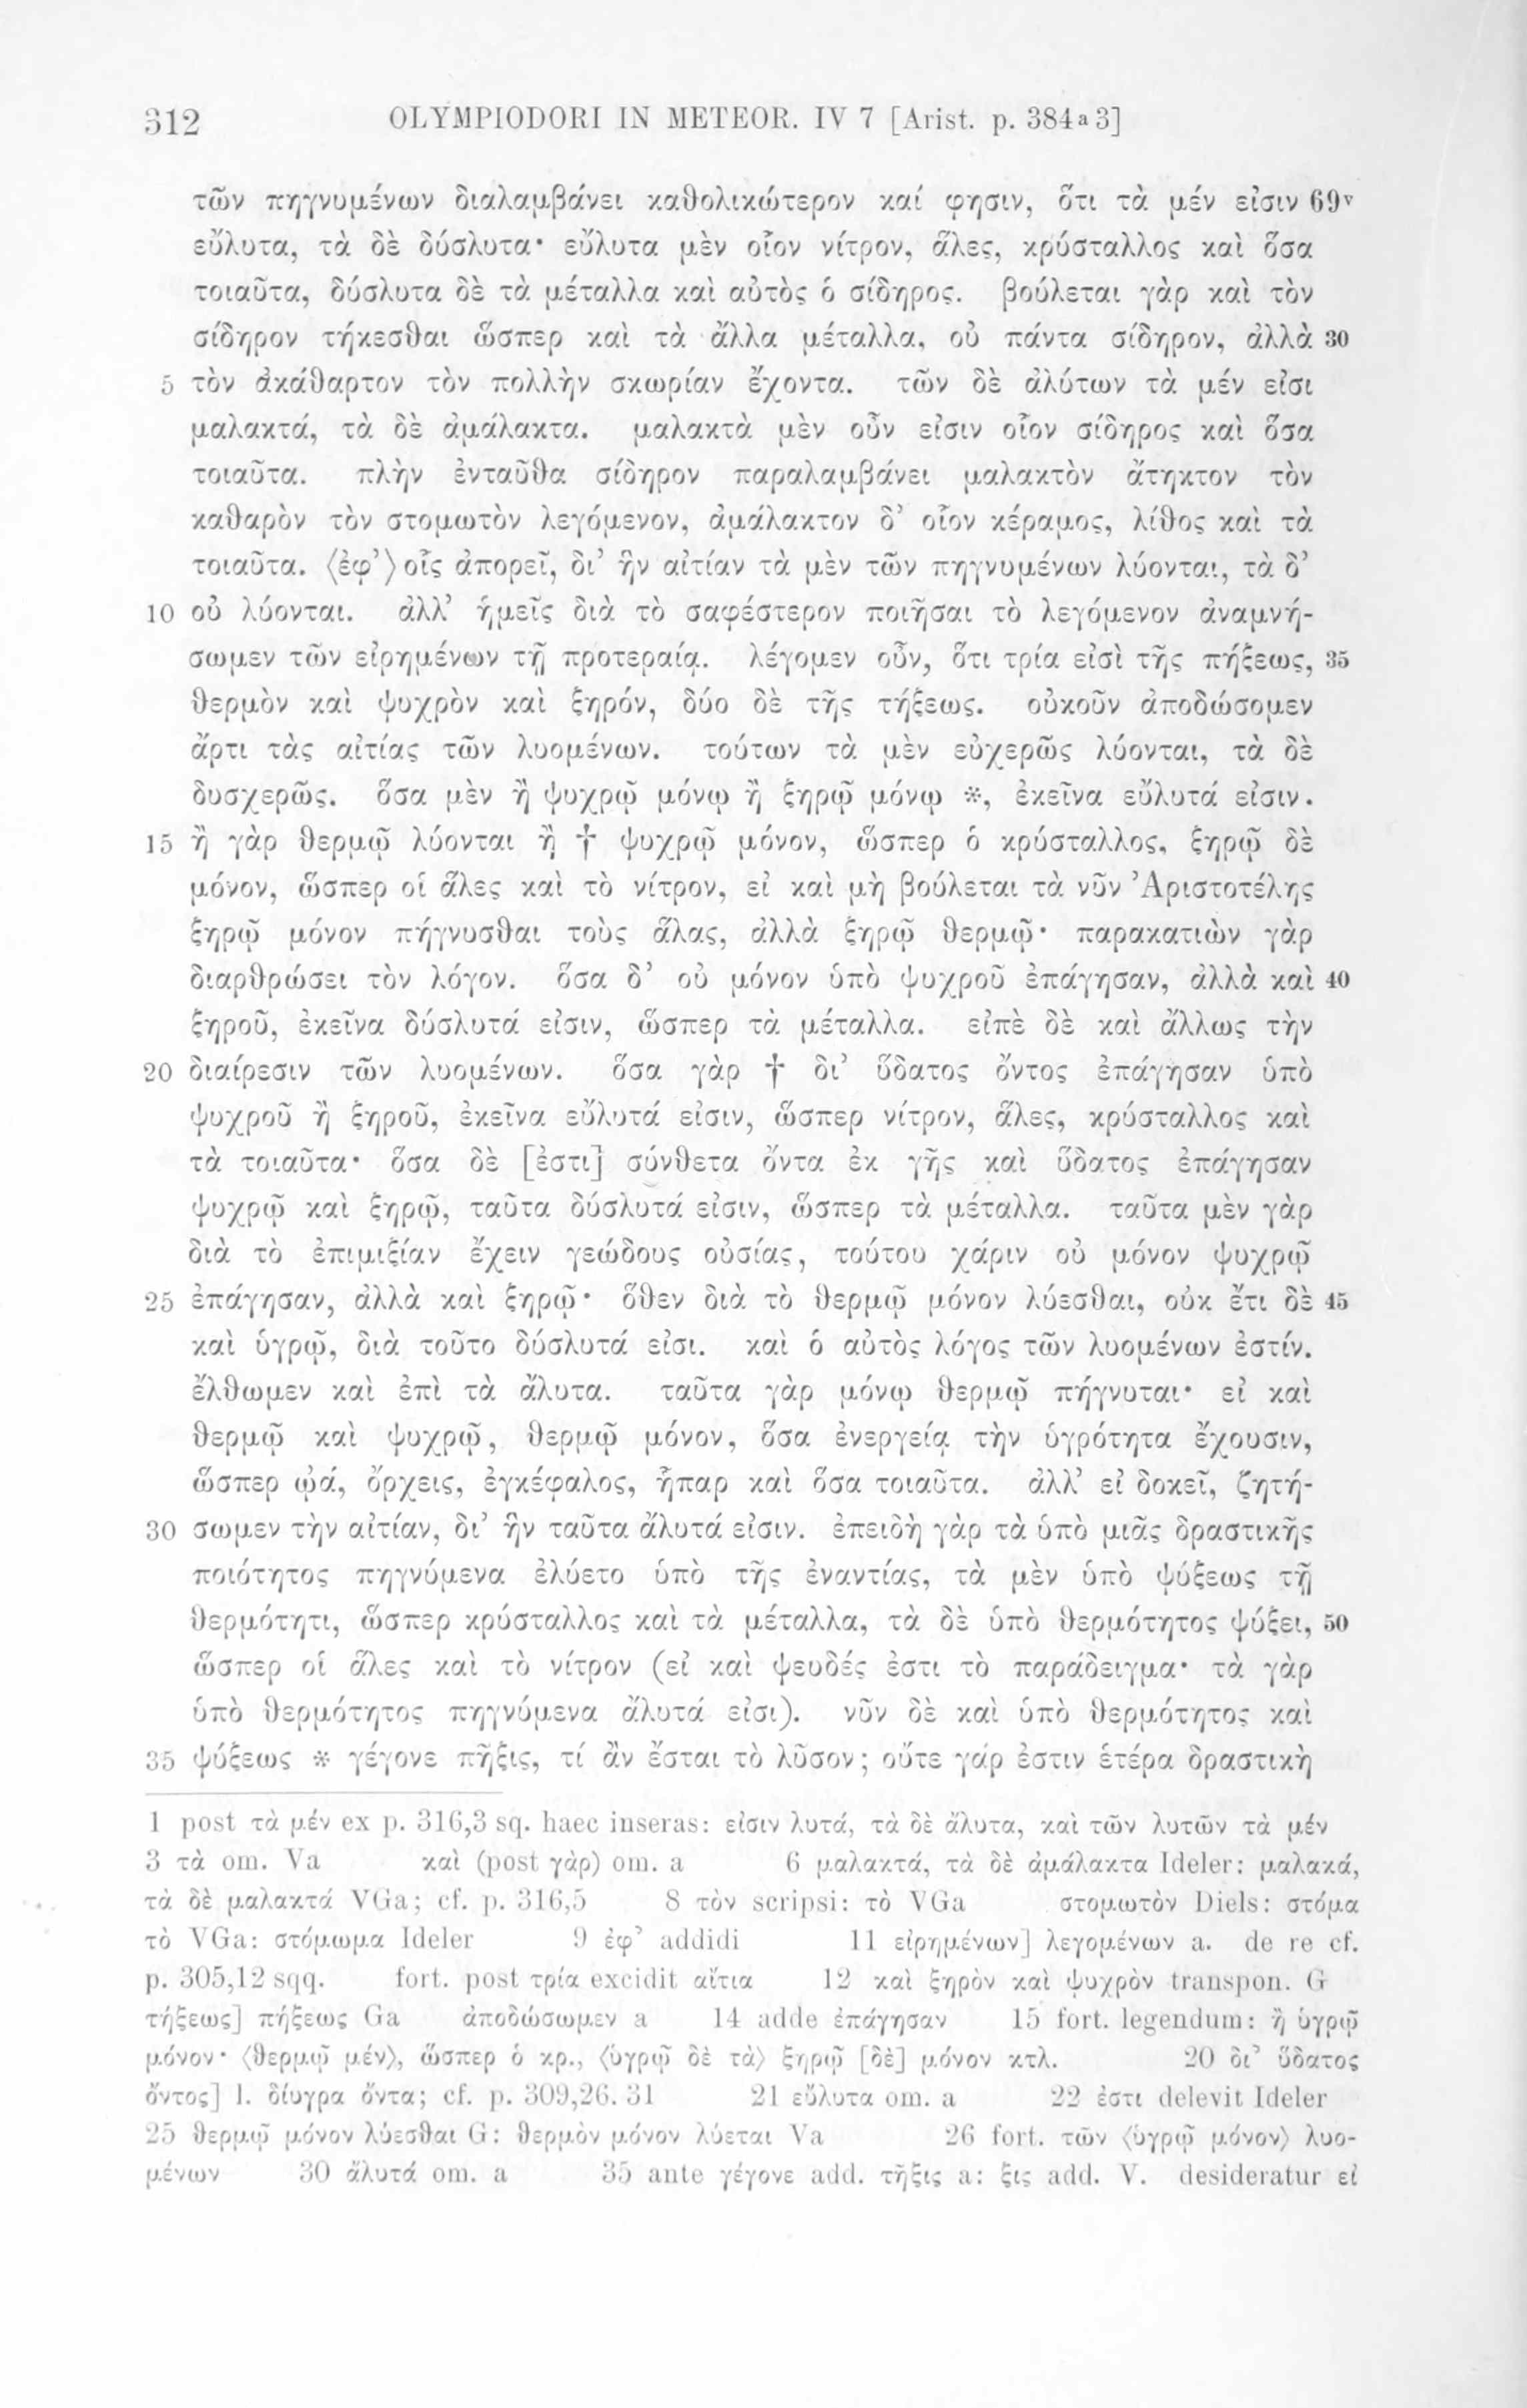 312 OLYMPIODORI IN METEOR. IV 7 [Arist. p. 384a3]
τῶν πηγνυμένων διαλαμβάνει καθολικώτερον καί φησιν, ὅτι τὰ μέν εἰσιν 69v
εὔλυτα, τὰ δὲ δύσλυτα· εὔλυτα μὲν οἷον νίτρον, ἅλες, κρύσταλλος καὶ ὅσα
τοιαῦτα, δύσλυτα δὲ τὰ μέταλλα καὶ αὐτὸς ὁ σίδηρος. βούλεται γὰρ καὶ τὸν
σίδηρον τήκεσθαι ὥσπερ καὶ τὰ ἄλλα μέταλλα, οὐ πάντα σίδηρον, ἀλλὰ 30
5 τὸν ἀκάθαρτον τὸν πολλὴν σκωρίαν ἔχοντα. τῶν δὲ ἀλύτων τὰ μέν εἰσι
μαλακτά, τὰ δὲ ἀμάλακτα. μαλακτὰ μὲν οὖν εἰσιν οἷον σίδηρος καὶ ὅσα
τοιαῦτα. πλὴν ἐνταῦθα σίδηρον παραλαμβάνει μαλακτὸν ἄτηκτον τὸν
καθαρὸν τὸν στομωτὸν λεγόμενον, ἀμάλακτον δ’ οἷον κέραμος, λίθος καὶ τὰ
τοιαῦτα. ⟨ἐφ’⟩ οἷς ἀπορεῖ, δι’ ἣν αἰτίαν τὰ μὲν τῶν πηγνυμένων λύονται, τὰ δ’
10 οὐ λύονται. ἀλλ’ ἡμεῖς διὰ τὸ σαφέστερον ποιῆσαι τὸ λεγόμενον ἀναμνή-
σωμεν τῶν εἰρημένων τῇ προτεραίᾳ. λέγομεν οὖν, ὅτι τρία εἰσὶ τῆς πήξεως, 35
θερμὸν καὶ ψυχρὸν καὶ ξηρόν, δύο δὲ τῆς τήξεως. οὐκοῦν ἀποδώσομεν
ἄρτι τὰς αἰτίας τῶν λυομένων. τούτων τὰ μὲν εὐχερῶς λύονται, τὰ δὲ
δυσχερῶς. ὅσα μὲν ἢ ψυχρῷ μόνῳ ἢ ξηρῷ μόνῳ *, ἐκεῖνα εὔλυτά εἰσιν.
15 ἢ γὰρ θερμῷ λύονται ἢ † ψυχρῷ μόνον, ὥσπερ ὁ κρύσταλλος, ξηρῷ δὲ
μόνον, ὥσπερ οἱ ἅλες καὶ τὸ νίτρον, εἰ καὶ μὴ βούλεται τὰ νῦν Ἀριστοτέλης
ξηρῷ μόνον πήγνυσθαι τοὺς ἅλας, ἀλλὰ ξηρῷ θερμῷ· παρακατιὼν γὰρ
διαρθρώσει τὸν λόγον. ὅσα δ’ οὐ μόνον ὑπὸ ψυχροῦ ἐπάγησαν, ἀλλὰ καὶ 40
ξηροῦ, ἐκεῖνα δύσλυτά εἰσιν, ὥσπερ τὰ μέταλλα. εἰπὲ δὲ καὶ ἄλλως τὴν
20 διαίρεσιν τῶν λυομένων. ὅσα γὰρ † δι’ ὕδατος ὄντος ἐπάγησαν ὑπὸ
ψυχροῦ ἢ ξηροῦ, ἐκεῖνα εὔλυτά εἰσιν, ὥσπερ νίτρον, ἅλες, κρύσταλλος καὶ
τὰ τοιαῦτα· ὅσα δὲ [ἐστι] σύνθετα ὄντα ἐκ γῆς καὶ ὕδατος ἐπάγησαν
ψυχρῷ καὶ ξηρῷ, ταῦτα δύσλυτά εἰσιν, ὥσπερ τὰ μέταλλα. ταῦτα μὲν γὰρ
διὰ τὸ ἐπιμιξίαν ἔχειν γεώδους οὐσίας, τούτου χάριν οὐ μόνον ψυχρῷ
25 ἐπάγησαν, ἀλλὰ καὶ ξηρῷ· ὅθεν διὰ τὸ θερμῷ μόνον λύεσθαι, οὐκ ἔτι δὲ 45
καὶ ὑγρῷ, διὰ τοῦτο δύσλυτά εἰσι. καὶ ὁ αὐτὸς λόγος τῶν λυομένων ἐστίν.
ἔλθωμεν καὶ ἐπὶ τὰ ἄλυτα. ταῦτα γὰρ μόνῳ θερμῷ πήγνυται· εἰ καὶ
θερμῷ καὶ ψυχρῷ, θερμῷ μόνον, ὅσα ἐνεργείᾳ τὴν ὑγρότητα ἔχουσιν,
ὥσπερ ᾠά, ὄρχεις, ἐγκέφαλος, ἧπαρ καὶ ὅσα τοιαῦτα. ἀλλ’ εἰ δοκεῖ, ζητή-
30 σωμεν τὴν αἰτίαν, δι’ ἣν ταῦτα ἄλυτά εἰσιν. ἐπειδὴ γὰρ τὰ ὑπὸ μιᾶς δραστικῆς
ποιότητος πηγνύμενα ἐλύετο ὑπὸ τῆς ἐναντίας, τὰ μὲν ὑπὸ ψύξεως τῇ
θερμότητι, ὥσπερ κρύσταλλος καὶ τὰ μέταλλα, τὰ δὲ ὑπὸ θερμότητος ψύξει, 50
ὥσπερ οἱ ἅλες καὶ τὸ νίτρον (εἰ καὶ ψευδές ἐστι τὸ παράδειγμα· τὰ γὰρ
ὑπὸ θερμότητος πηγνύμενα ἄλυτά εἰσι). νῦν δὲ καὶ ὑπὸ θερμότητος καὶ
35 ψύξεως * γέγονε πῆξις, τί ἂν ἔσται τὸ λῦσον; οὔτε γάρ ἐστιν ἑτέρα δραστικὴ
1 post τὰ μέν ex p. 316,3 sq. haec inseras: εἰσιν λυτά, τὰ δὲ ἄλυτα, καὶ τῶν λυτῶν τὰ μέν
3 τὰ om. Va καὶ (post γὰρ) om. a 6 μαλακτά, τὰ δὲ ἀμάλακτα Ideler: μαλακά,
τὰ δὲ μαλακτά VGa; cf. p. 316,5 8 τὸν scripsi: τὸ VGa στομωτὸν Diels: στόμα
τὸ VGa: στόμωμα Ideler 9 ἐφ’ addidi 11 εἰρημένων] λεγομένων a. de re cf.
p. 305,12 sqq. fort. post τρία excidit αἴτια 12 καὶ ξηρὸν καὶ ψυχρὸν transpon. G
τήξεως] πήξεως Ga ἀποδώσωμεν a 14 adde ἐπάγησαν 15 fort. legendum: ἢ ὑγρῷ
μόνον· ⟨θερμῷ μέν⟩, ὥσπερ ὁ κρ., ⟨ὑγρῷ δὲ τὰ⟩ ξηρῷ [δὲ] μόνον κτλ. 20 δι’ ὕδατος
ὄντος] l. δίυγρα ὄντα; cf. p. 309,26. 31 21 εὔλυτα om. a 22 ἐστι delevit Ideler
25 θερμῷ μόνον λύεσθαι G: θερμὸν μόνον λύεται Va 26 fort. τῶν ⟨ὑγρῷ μόνον⟩ λυο-
μένων 30 ἄλυτά om. a 35 ante γέγονε add. τῆξις a: ξις add. V. desideratur εἰ